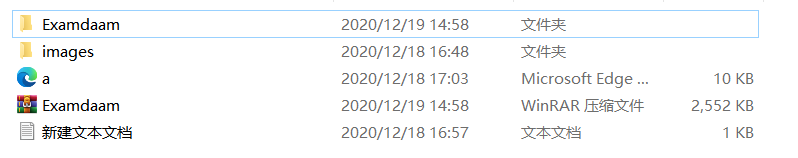 Examdaam 2020/12/19 14:58 文件夹
images 2020/12/18 16:48 文件夹
a 2020/12/18 17:03 Microsoft Edge ... 10 KB
Examdaam 2020/12/19 14:58 WinRAR 压缩文件 2,552 KB
新建文本文档 2020/12/18 16:57 文本文档 1 KB